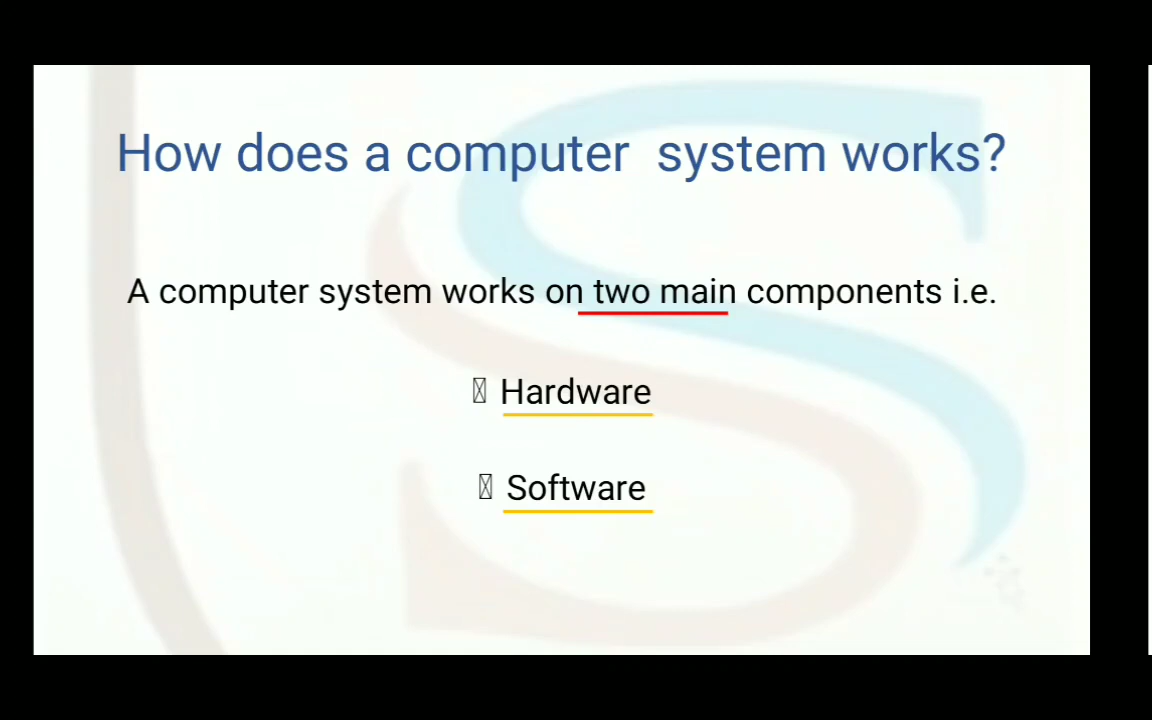 How does a computer system works?
A computer system works on two main components i.e.
Hardware
Software